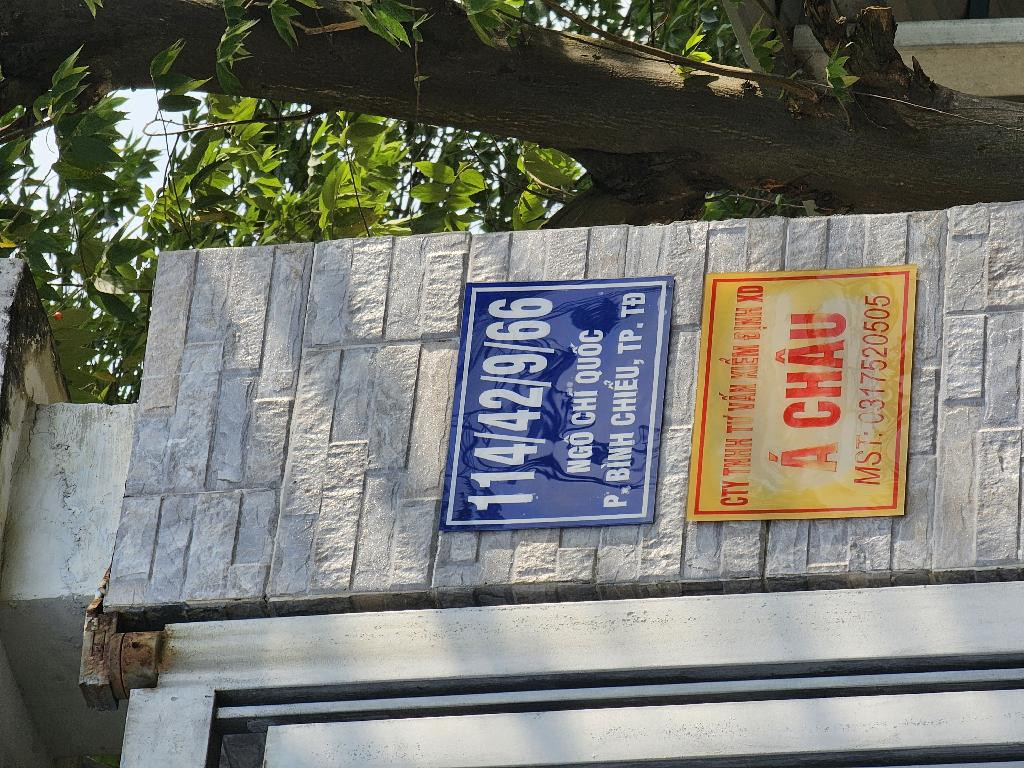 114/42/9/66
NGÔ CHÍ QUỐC
P. BÌNH CHIỂU, TP. TĐ
CTY TNHH TƯ VẤN KIỂM ĐỊNH XD
Á CHÂU
MST: 0317520505